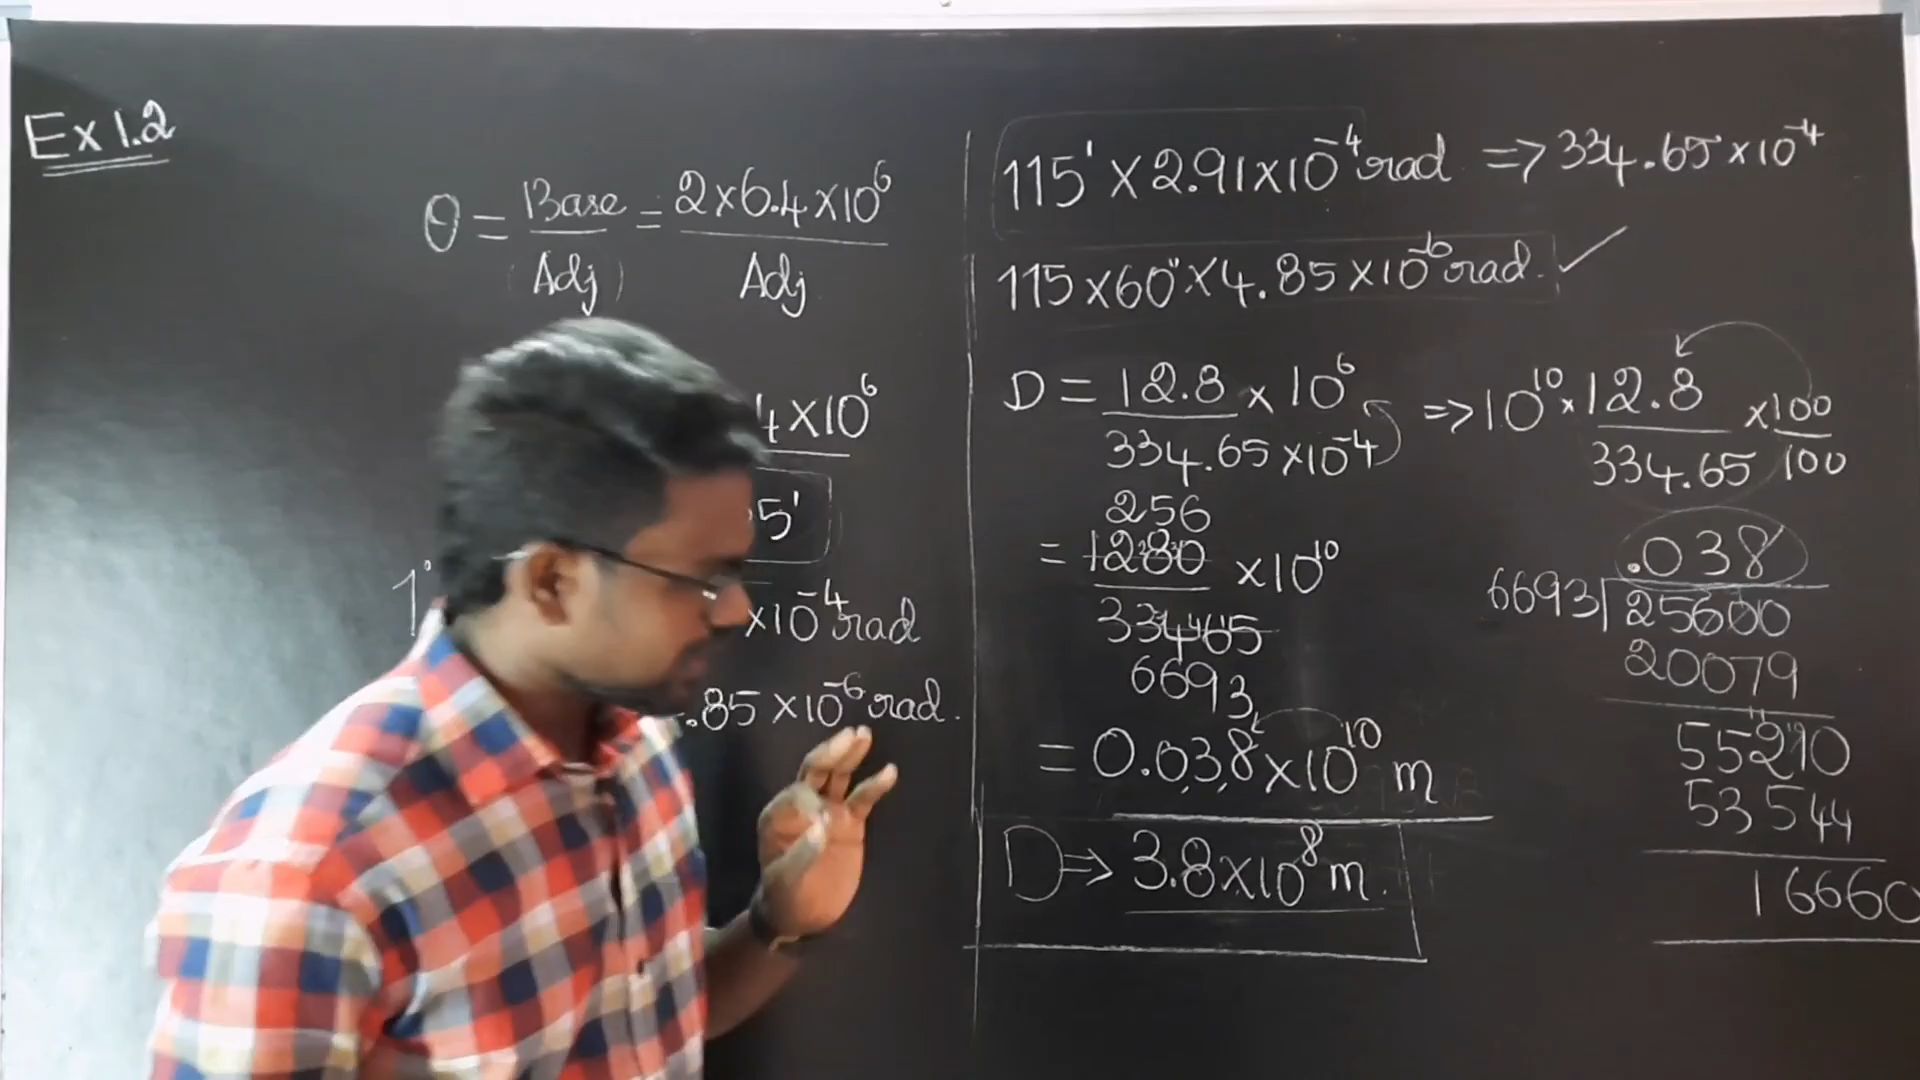 Ex 1.2
θ = Base / Adj = 2×6.4×10⁶ / Adj
4×10⁶
5'
1°
×10⁻⁴ rad
.85 ×10⁻⁶ rad.
115' × 2.91×10⁻⁴ rad => 334.65×10⁻⁴
115×60"×4.85×10⁻⁶ rad. ✓
D = 12.8 × 10⁶ / 334.65×10⁻⁴ => 10¹⁰ × 12.8 / 334.65 × 100 / 100
256
= 1280 × 10¹⁰
33465
6693
= 0.038×10¹⁰ m
D => 3.8×10⁸ m.
.038
6693 | 25600
20079
55210
53544
16660